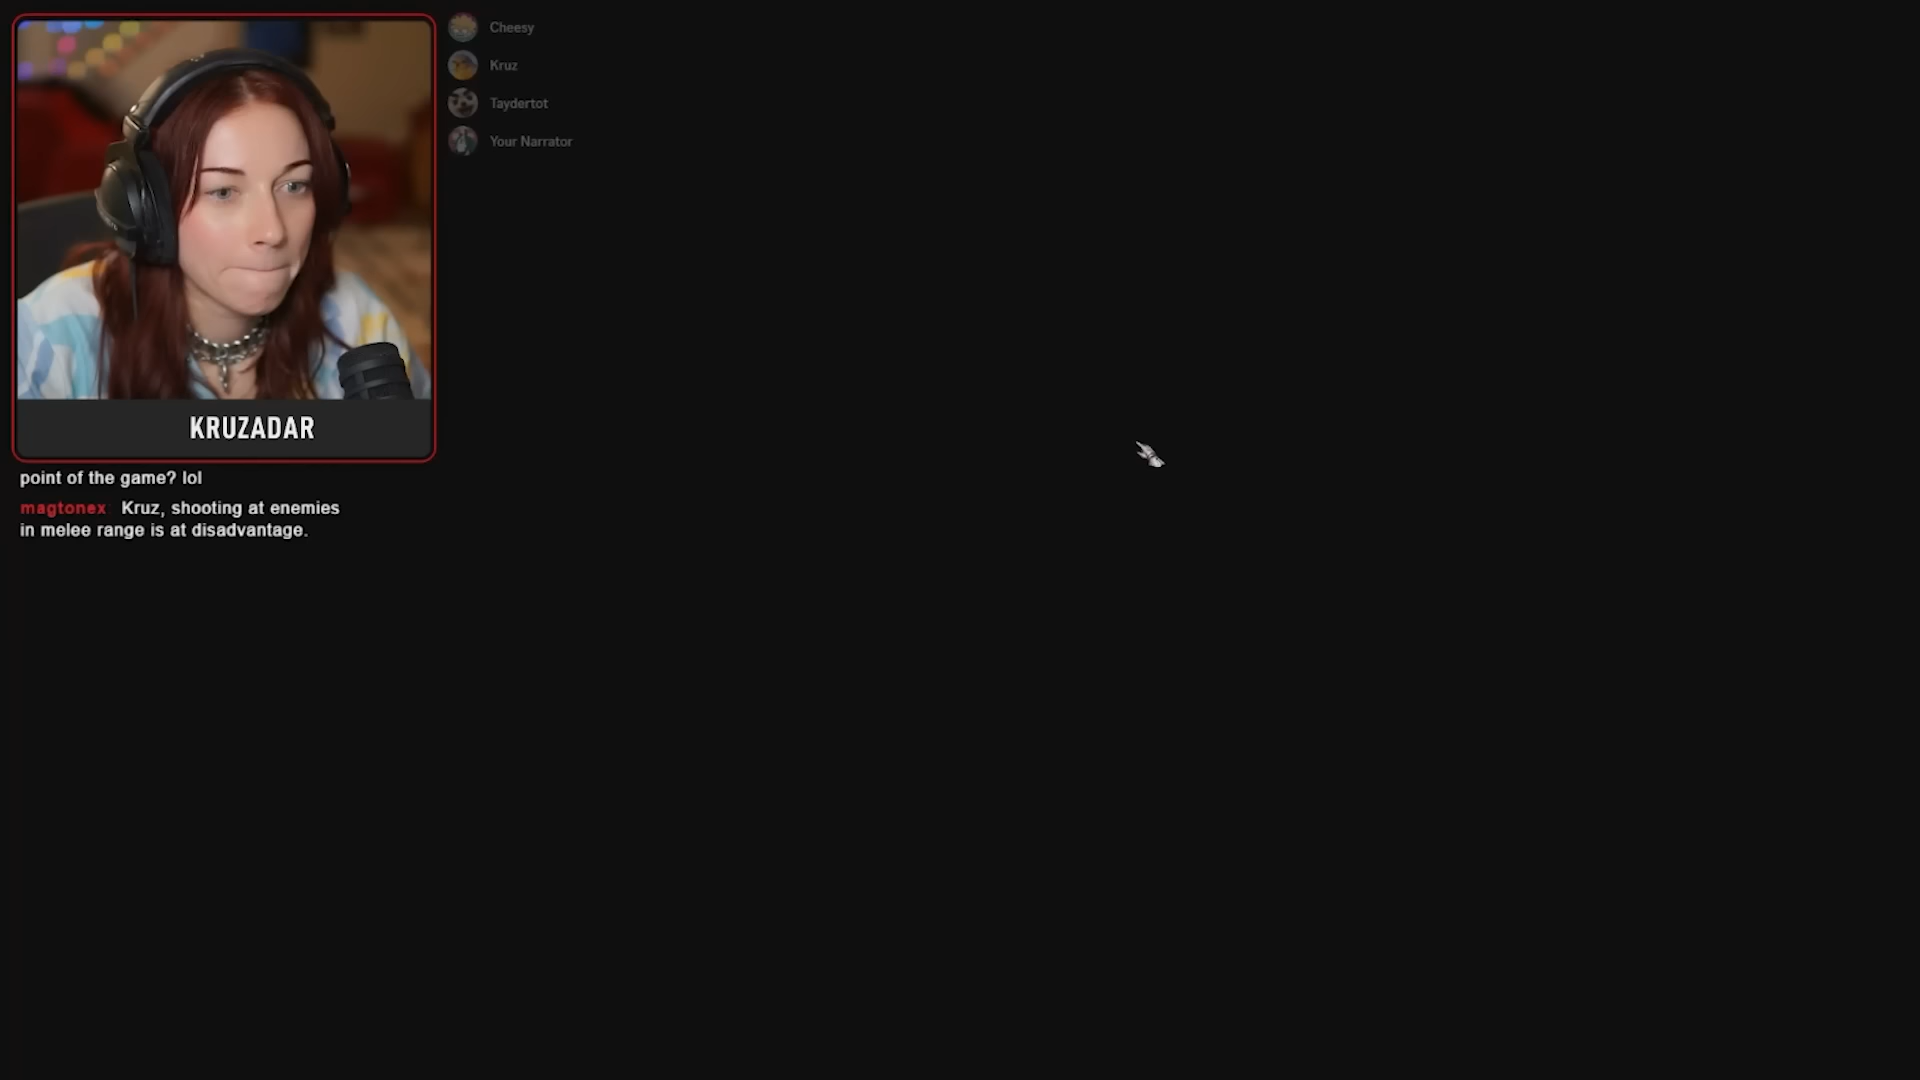 Cheesy
Kruz
Taydertot
Your Narrator
KRUZADAR
point of the game? lol
magtonex: Kruz, shooting at enemies
in melee range is at disadvantage.